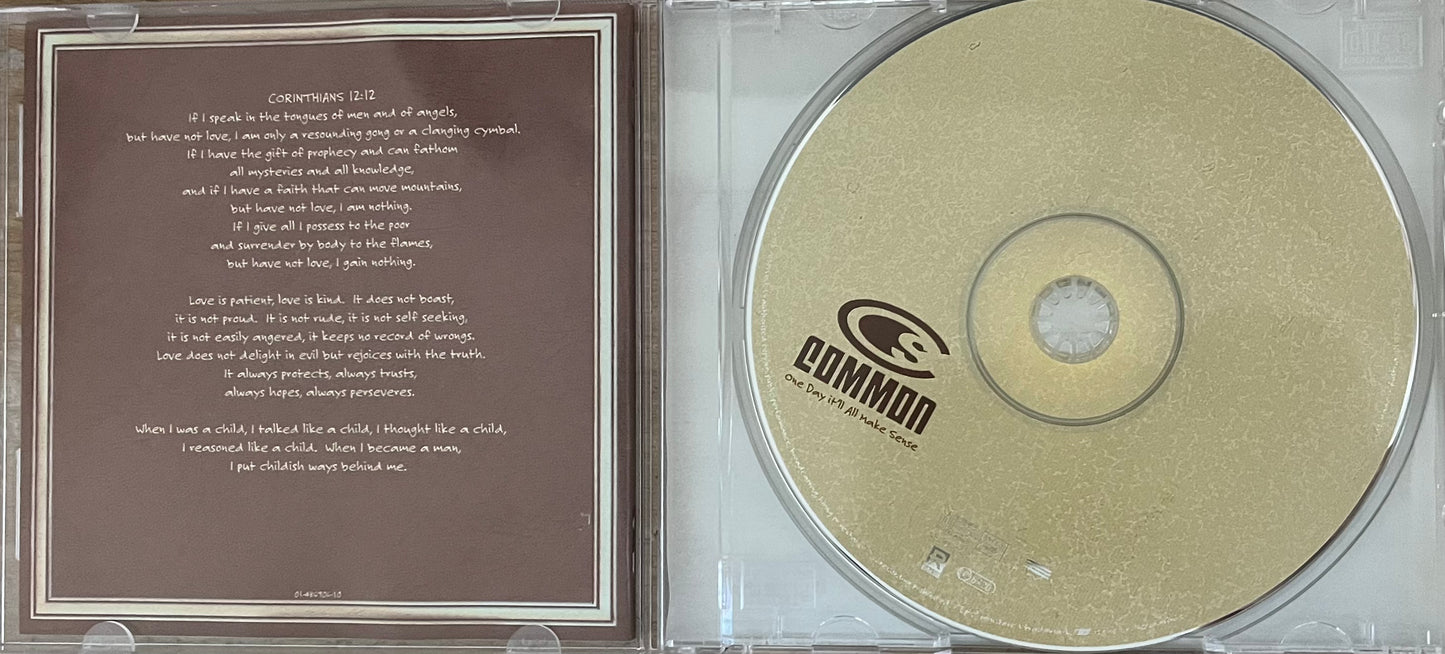 CORINTHIANS 12:12
If I speak in the tongues of men and of angels,
but have not love, I am only a resounding gong or a clanging cymbal.
If I have the gift of prophecy and can fathom
all mysteries and all knowledge,
and if I have a faith that can move mountains,
but have not love, I am nothing.
If I give all I possess to the poor
and surrender by body to the flames,
but have not love, I gain nothing.
Love is patient, love is kind. It does not boast,
it is not proud. It is not rude, it is not self seeking,
it is not easily angered, it keeps no record of wrongs.
Love does not delight in evil but rejoices with the truth.
It always protects, always trusts,
always hopes, always perseveres.
When I was a child, I talked like a child, I thought like a child,
I reasoned like a child. When I became a man,
I put childish ways behind me.
COMMON
One Day it'll All Make Sense